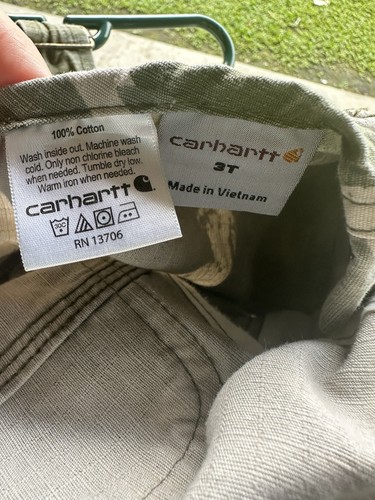 100% Cotton
Wash inside out. Machine wash
cold. Only non chlorine bleach
when needed. Tumble dry low.
Warm iron when needed.
carhartt
30C
RN 13706
carhartt
3T
Made in Vietnam